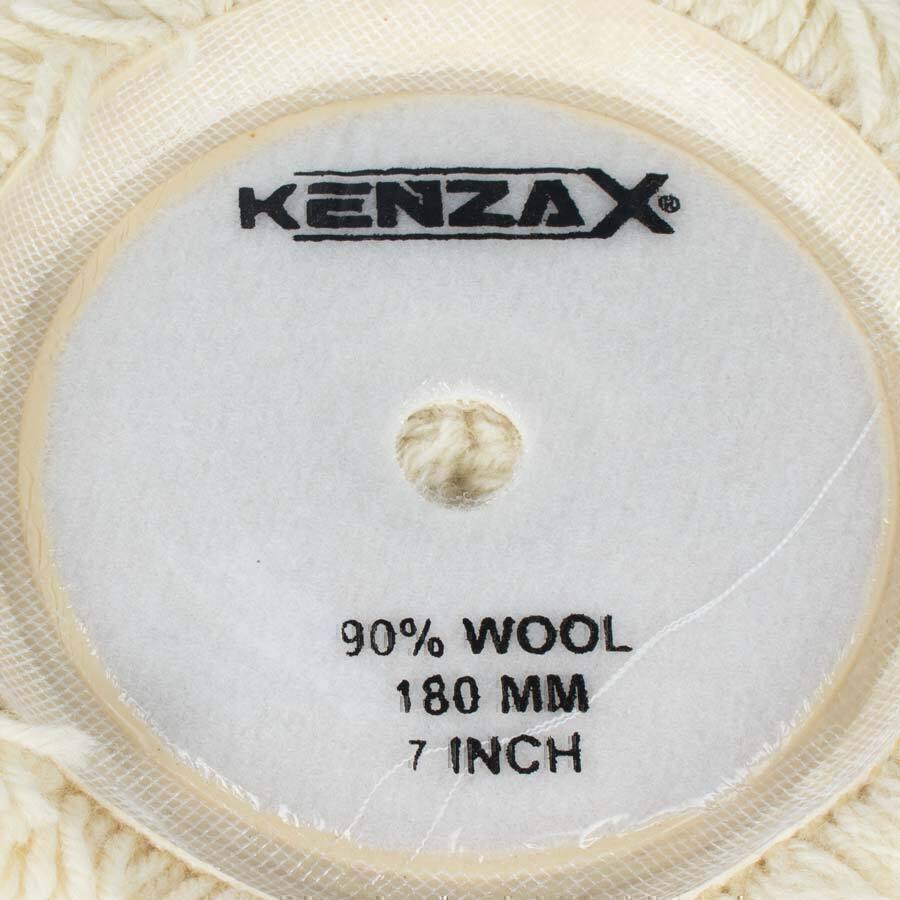 KENZAX®
90% WOOL
180 MM
7 INCH